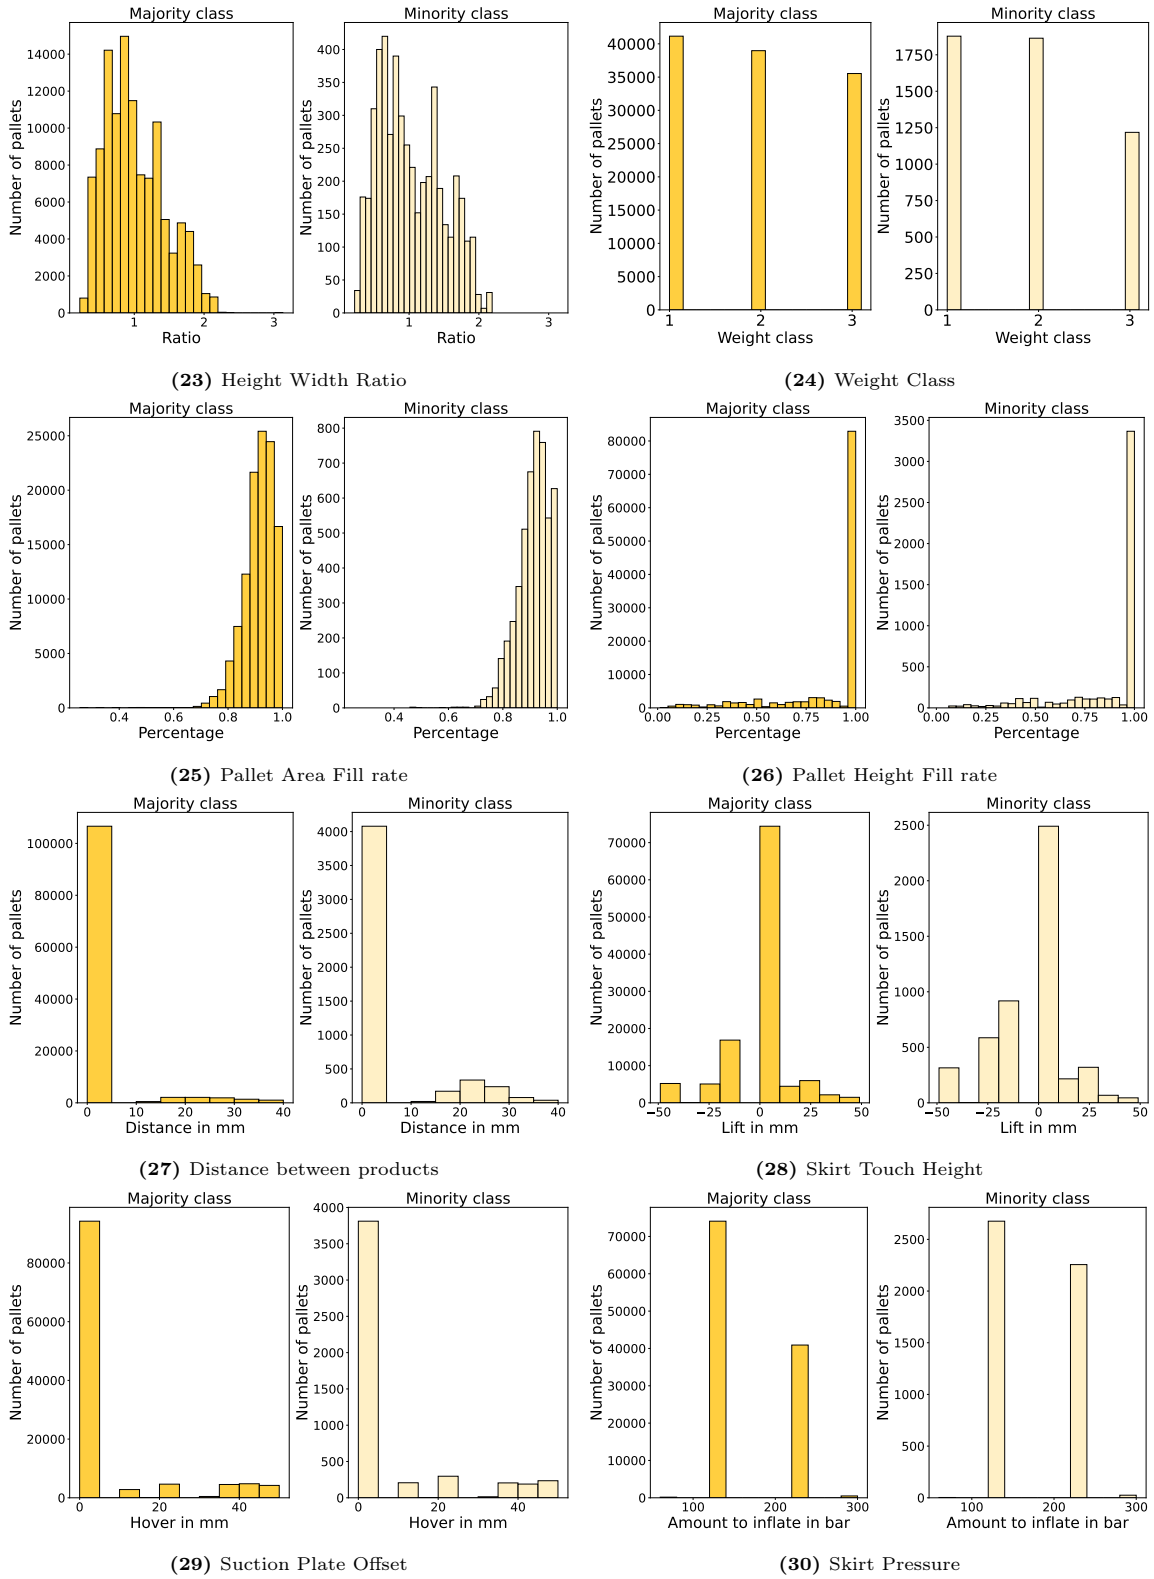 Majority class
Minority class
Number of pallets
14000
12000
10000
8000
6000
4000
2000
0
1 2 3
Ratio
Number of pallets
400
350
300
250
200
150
100
50
0
1 2 3
Ratio
(23) Height Width Ratio
Majority class
Minority class
Number of pallets
40000
35000
30000
25000
20000
15000
10000
5000
0
1 2 3
Weight class
Number of pallets
1750
1500
1250
1000
750
500
250
0
1 2 3
Weight class
(24) Weight Class
Majority class
Minority class
Number of pallets
25000
20000
15000
10000
5000
0
0.4 0.6 0.8 1.0
Percentage
Number of pallets
800
700
600
500
400
300
200
100
0
0.4 0.6 0.8 1.0
Percentage
(25) Pallet Area Fill rate
Majority class
Minority class
Number of pallets
80000
70000
60000
50000
40000
30000
20000
10000
0
0.00 0.25 0.50 0.75 1.00
Percentage
Number of pallets
3500
3000
2500
2000
1500
1000
500
0
0.00 0.25 0.50 0.75 1.00
Percentage
(26) Pallet Height Fill rate
Majority class
Minority class
Number of pallets
100000
80000
60000
40000
20000
0
0 10 20 30 40
Distance in mm
Number of pallets
4000
3500
3000
2500
2000
1500
1000
500
0
0 10 20 30 40
Distance in mm
(27) Distance between products
Majority class
Minority class
Number of pallets
70000
60000
50000
40000
30000
20000
10000
0
−50 −25 0 25 50
Lift in mm
Number of pallets
2500
2000
1500
1000
500
0
−50 −25 0 25 50
Lift in mm
(28) Skirt Touch Height
Majority class
Minority class
Number of pallets
80000
60000
40000
20000
0
0 20 40
Hover in mm
Number of pallets
4000
3500
3000
2500
2000
1500
1000
500
0
0 20 40
Hover in mm
(29) Suction Plate Offset
Majority class
Minority class
Number of pallets
70000
60000
50000
40000
30000
20000
10000
0
100 200 300
Amount to inflate in bar
Number of pallets
2500
2000
1500
1000
500
0
100 200 300
Amount to inflate in bar
(30) Skirt Pressure